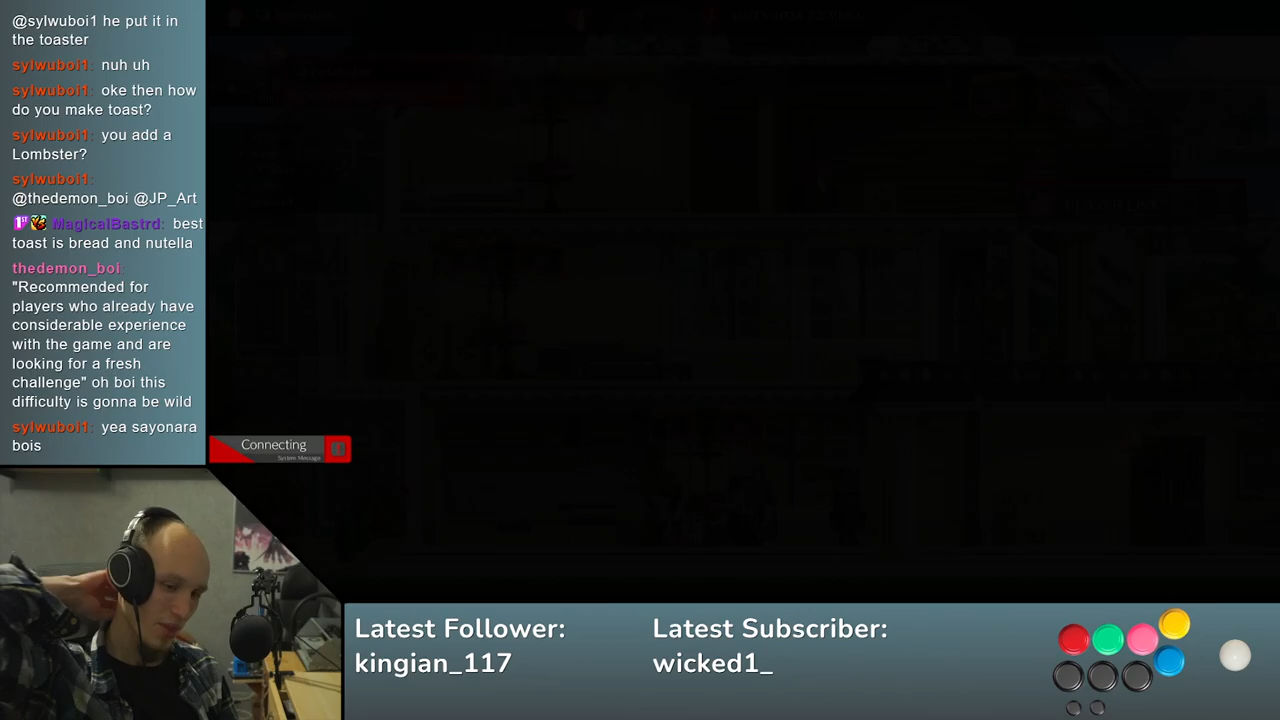 @sylwuboi1 he put it in
the toaster
sylwuboi1: nuh uh
sylwuboi1: oke then how
do you make toast?
sylwuboi1: you add a
Lombster?
sylwuboi1:
@thedemon_boi @JP_Art
MagicalBastrd: best
toast is bread and nutella
thedemon_boi:
"Recommended for
players who already have
considerable experience
with the game and are
looking for a fresh
challenge" oh boi this
difficulty is gonna be wild
sylwuboi1: yea sayonara
bois
Connecting
System Message
Latest Follower:
kingian_117
Latest Subscriber:
wicked1_